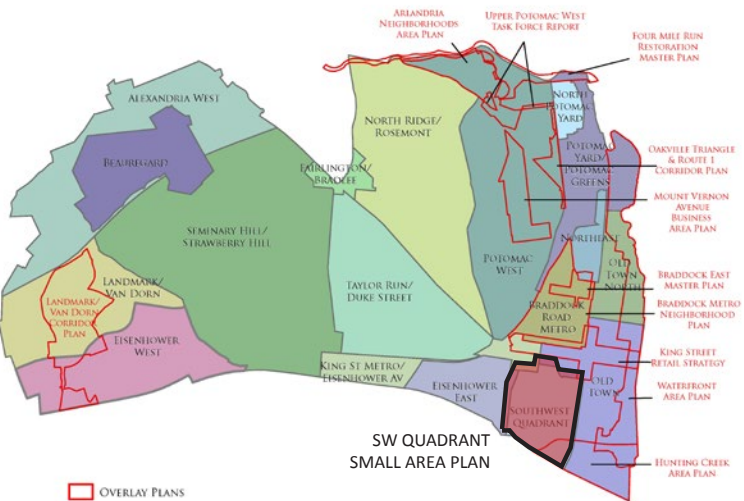 ARLANDRIA
NEIGHBORHOODS
AREA PLAN
UPPER POTOMAC WEST
TASK FORCE REPORT
FOUR MILE RUN
RESTORATION
MASTER PLAN
ALEXANDRIA WEST
NORTH RIDGE/
ROSEMONT
NORTH
POTOMAC
YARD
BEAUREGARD
FAIRLINGTON/
BRADLEE
POTOMAC
YARD/
POTOMAC
GREENS
OAKVILLE TRIANGLE
& ROUTE 1
CORRIDOR PLAN
MOUNT VERNON
AVENUE
BUSINESS
AREA PLAN
SEMINARY HILL/
STRAWBERRY HILL
NORTHEAST
POTOMAC
WEST
OLD
TOWN
NORTH
LANDMARK/
VAN DORN
TAYLOR RUN/
DUKE STREET
BRADDOCK EAST
MASTER PLAN
LANDMARK/
VAN DORN
CORRIDOR
PLAN
BRADDOCK
ROAD
METRO
BRADDOCK METRO
NEIGHBORHOOD
PLAN
EISENHOWER
WEST
KING ST METRO/
EISENHOWER AV
KING STREET
RETAIL STRATEGY
EISENHOWER
EAST
OLD
TOWN
WATERFRONT
AREA PLAN
SOUTHWEST
QUADRANT
SW QUADRANT
SMALL AREA PLAN
HUNTING CREEK
AREA PLAN
OVERLAY PLANS